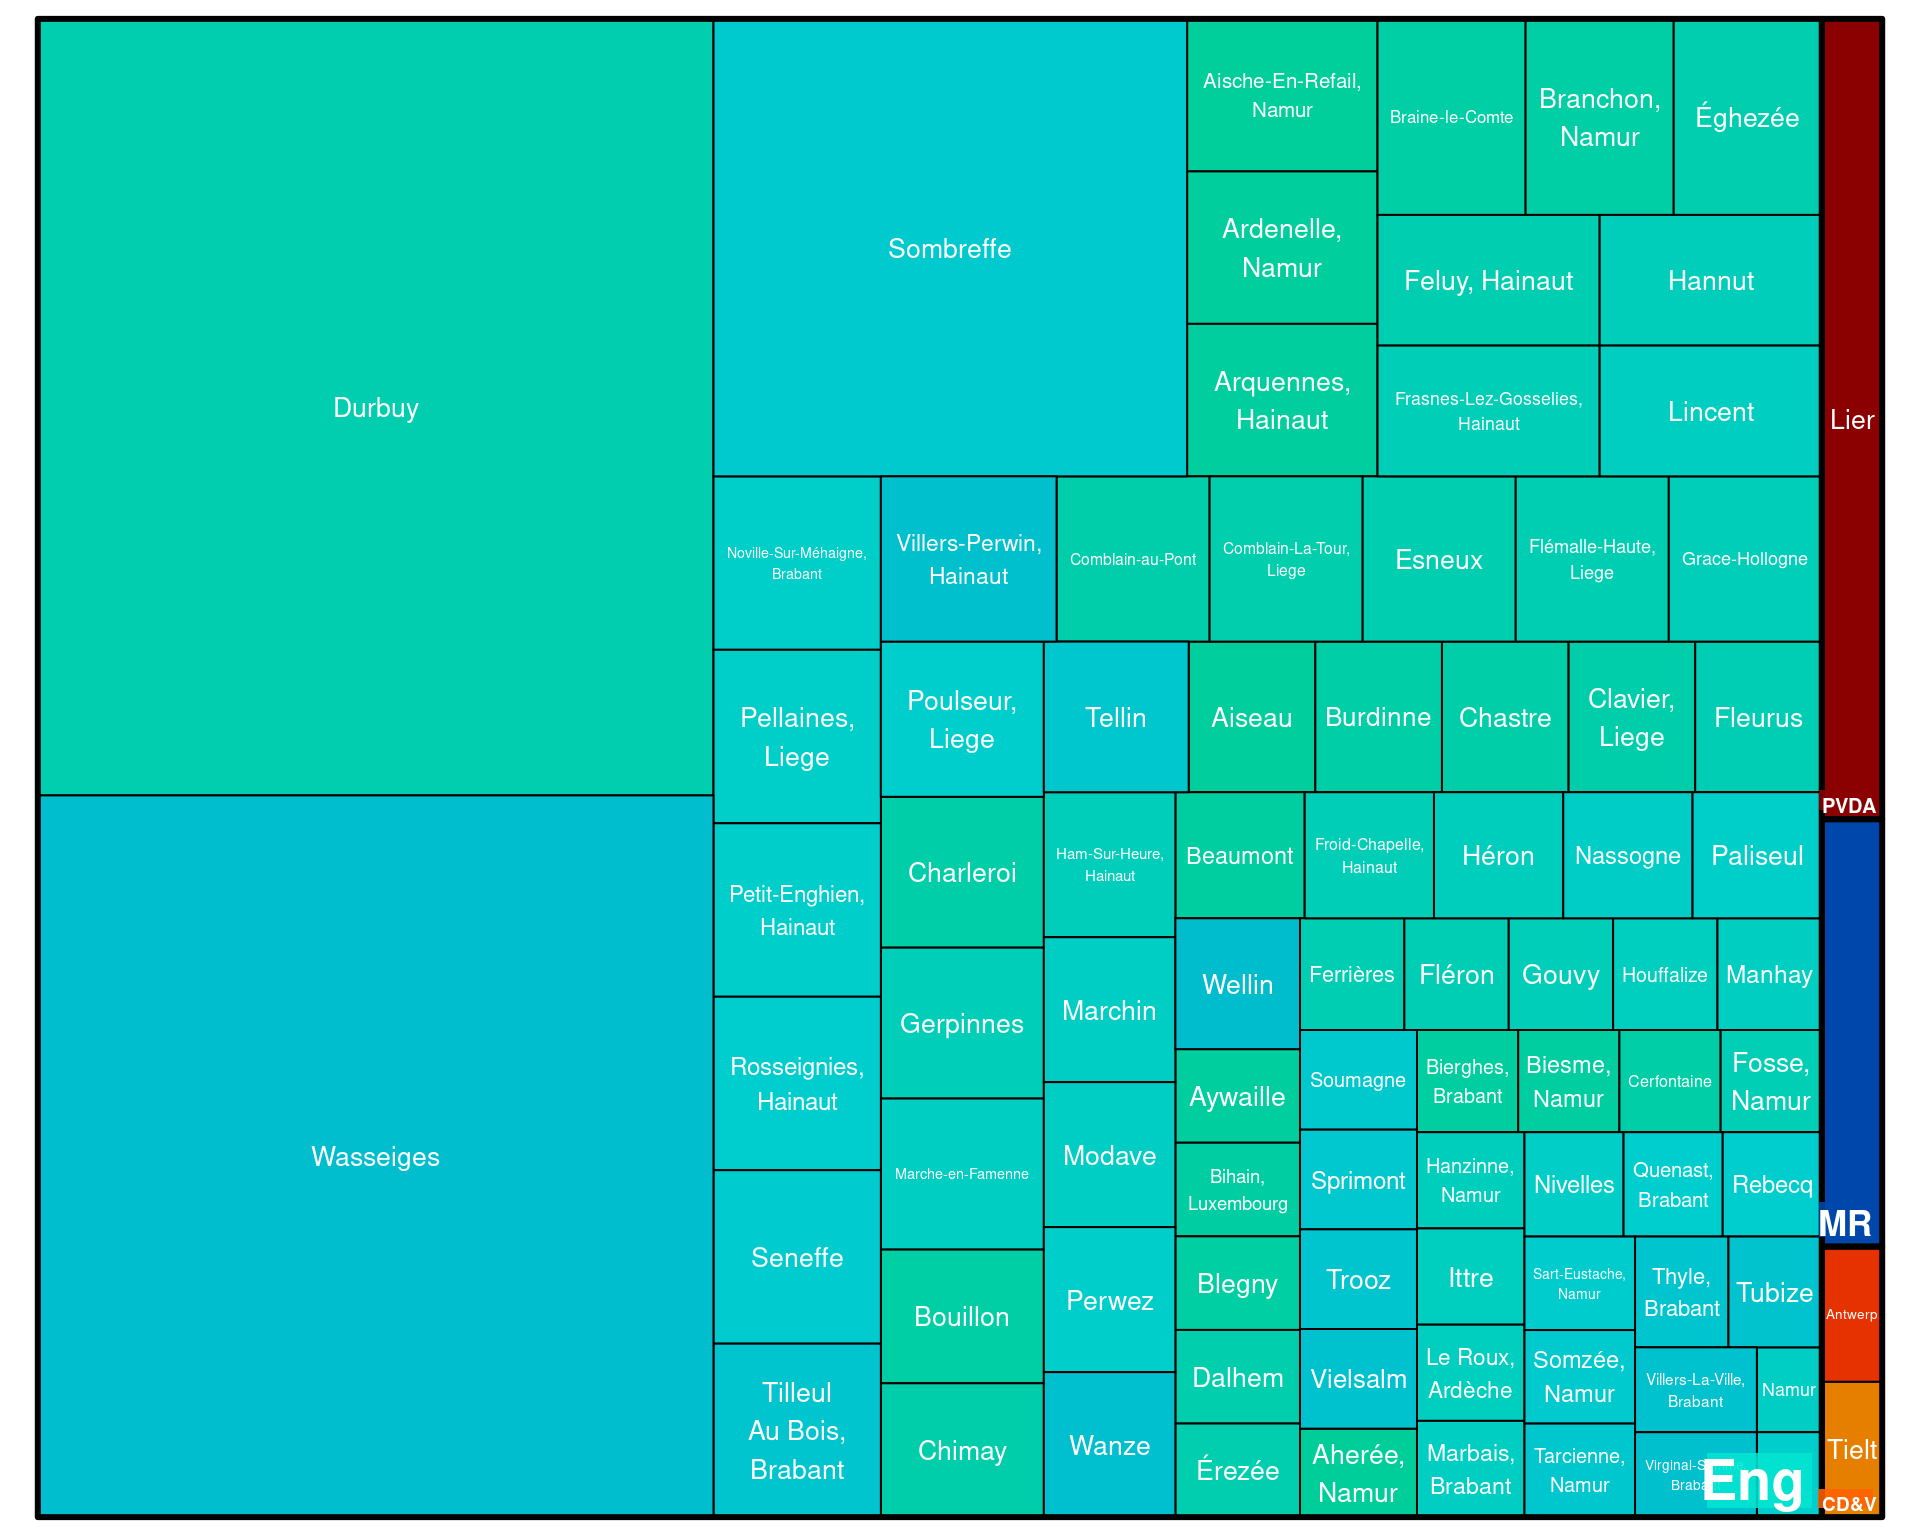 Durbuy
Wasseiges
Sombreffe
Aische-En-Refail,
Namur
Ardenelle,
Namur
Arquennes,
Hainaut
Braine-le-Comte
Branchon,
Namur
Éghezée
Feluy, Hainaut
Hannut
Frasnes-Lez-Gosselies,
Hainaut
Lincent
Noville-Sur-Méhaigne,
Brabant
Villers-Perwin,
Hainaut
Comblain-au-Pont
Comblain-La-Tour,
Liege
Esneux
Flémalle-Haute,
Liege
Grace-Hollogne
Pellaines,
Liege
Poulseur,
Liege
Tellin
Aiseau
Burdinne
Chastre
Clavier,
Liege
Fleurus
Petit-Enghien,
Hainaut
Charleroi
Ham-Sur-Heure,
Hainaut
Beaumont
Froid-Chapelle,
Hainaut
Héron
Nassogne
Paliseul
Rosseignies,
Hainaut
Gerpinnes
Marchin
Wellin
Ferrières
Fléron
Gouvy
Houffalize
Manhay
Seneffe
Marche-en-Famenne
Modave
Aywaille
Soumagne
Bierghes,
Brabant
Biesme,
Namur
Cerfontaine
Fosse,
Namur
Bihain,
Luxembourg
Sprimont
Hanzinne,
Namur
Nivelles
Quenast,
Brabant
Rebecq
Tilleul
Au Bois,
Brabant
Bouillon
Perwez
Blegny
Trooz
Ittre
Sart-Eustache,
Namur
Thyle,
Brabant
Tubize
Chimay
Wanze
Dalhem
Vielsalm
Le Roux,
Ardèche
Somzée,
Namur
Villers-La-Ville,
Brabant
Namur
Érezée
Aherée,
Namur
Marbais,
Brabant
Tarcienne,
Namur
Eng
Lier
PVDA
MR
Antwerp
Tielt
CD&V